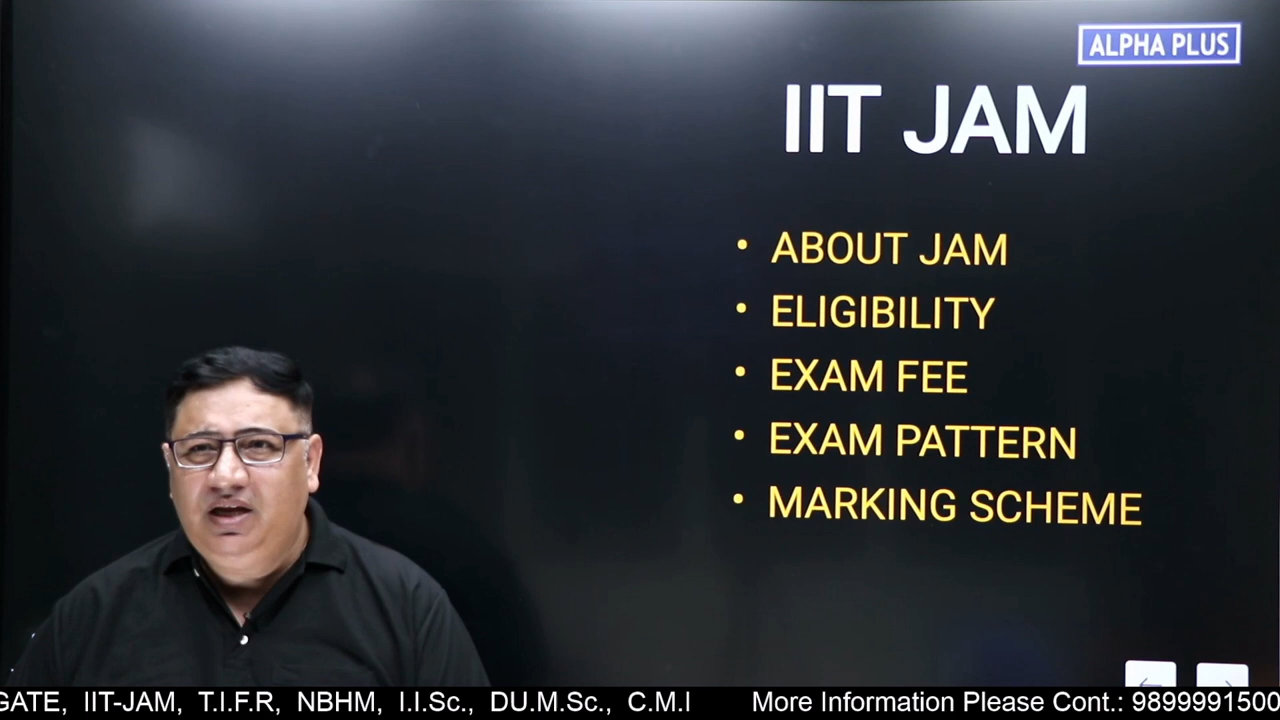 ALPHA PLUS
IIT JAM
• ABOUT JAM
• ELIGIBILITY
• EXAM FEE
• EXAM PATTERN
• MARKING SCHEME
GATE, IIT-JAM, T.I.F.R, NBHM, I.I.Sc., DU.M.Sc., C.M.I More Information Please Cont.: 9899991500